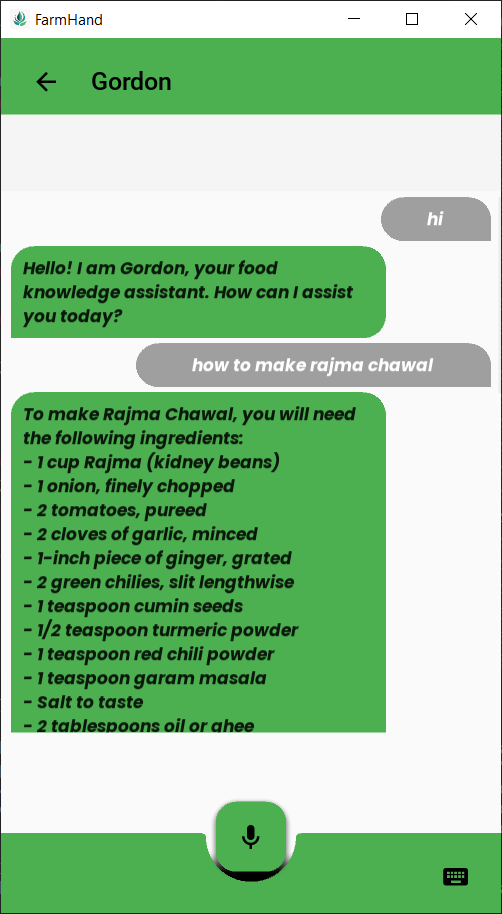 FarmHand
Gordon
hi
Hello! I am Gordon, your food
knowledge assistant. How can I assist
you today?
how to make rajma chawal
To make Rajma Chawal, you will need
the following ingredients:
- 1 cup Rajma (kidney beans)
- 1 onion, finely chopped
- 2 tomatoes, pureed
- 2 cloves of garlic, minced
- 1-inch piece of ginger, grated
- 2 green chilies, slit lengthwise
- 1 teaspoon cumin seeds
- 1/2 teaspoon turmeric powder
- 1 teaspoon red chili powder
- 1 teaspoon garam masala
- Salt to taste
- 2 tablespoons oil or ghee